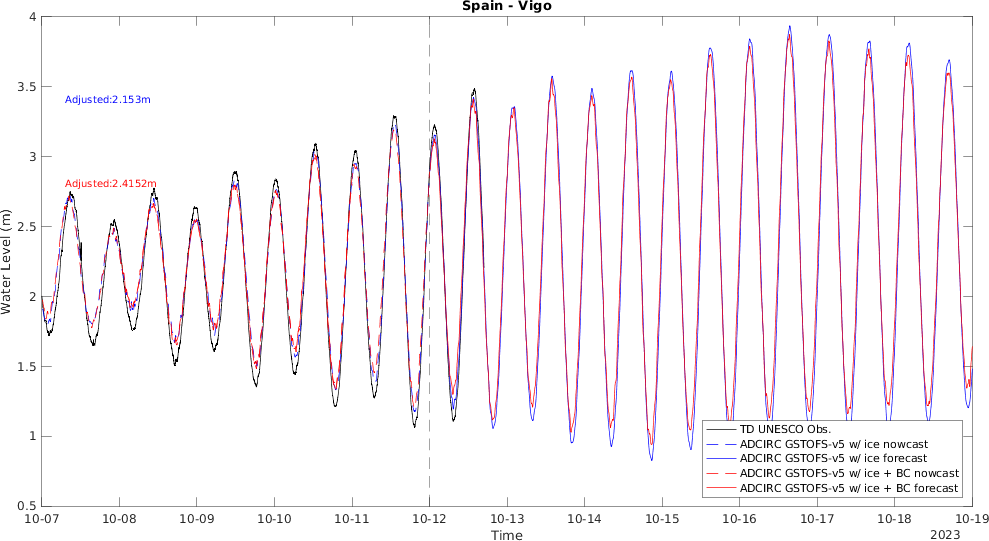 Spain - Vigo
4
3.5
3
2.5
2
1.5
1
0.5
Water Level (m)
Adjusted:2.153m
Adjusted:2.4152m
TD UNESCO Obs.
ADCIRC GSTOFS-v5 w/ ice nowcast
ADCIRC GSTOFS-v5 w/ ice forecast
ADCIRC GSTOFS-v5 w/ ice + BC nowcast
ADCIRC GSTOFS-v5 w/ ice + BC forecast
10-07 10-08 10-09 10-10 10-11 10-12 10-13 10-14 10-15 10-16 10-17 10-18 10-19
Time
2023